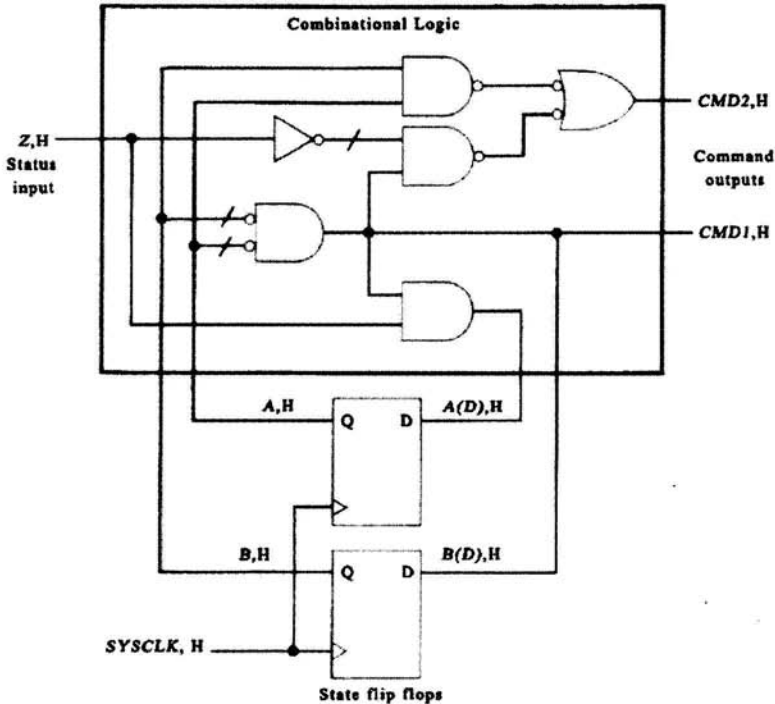 Combinational Logic
CMD2,H
Z,H
Status
input
Command
outputs
CMD1,H
A,H
A(D),H
Q D
B,H
B(D),H
Q D
SYSCLK, H
State flip flops